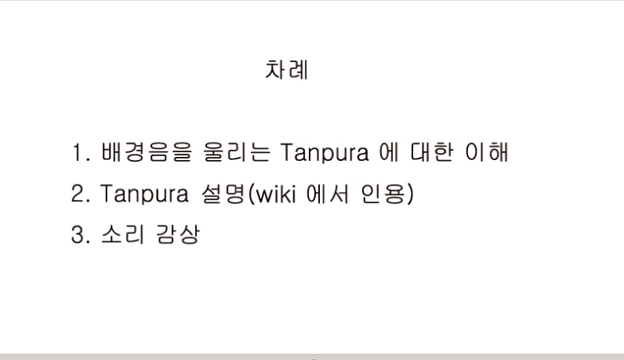 차례
1. 배경음을 울리는 Tanpura 에 대한 이해
2. Tanpura 설명(wiki 에서 인용)
3. 소리 감상